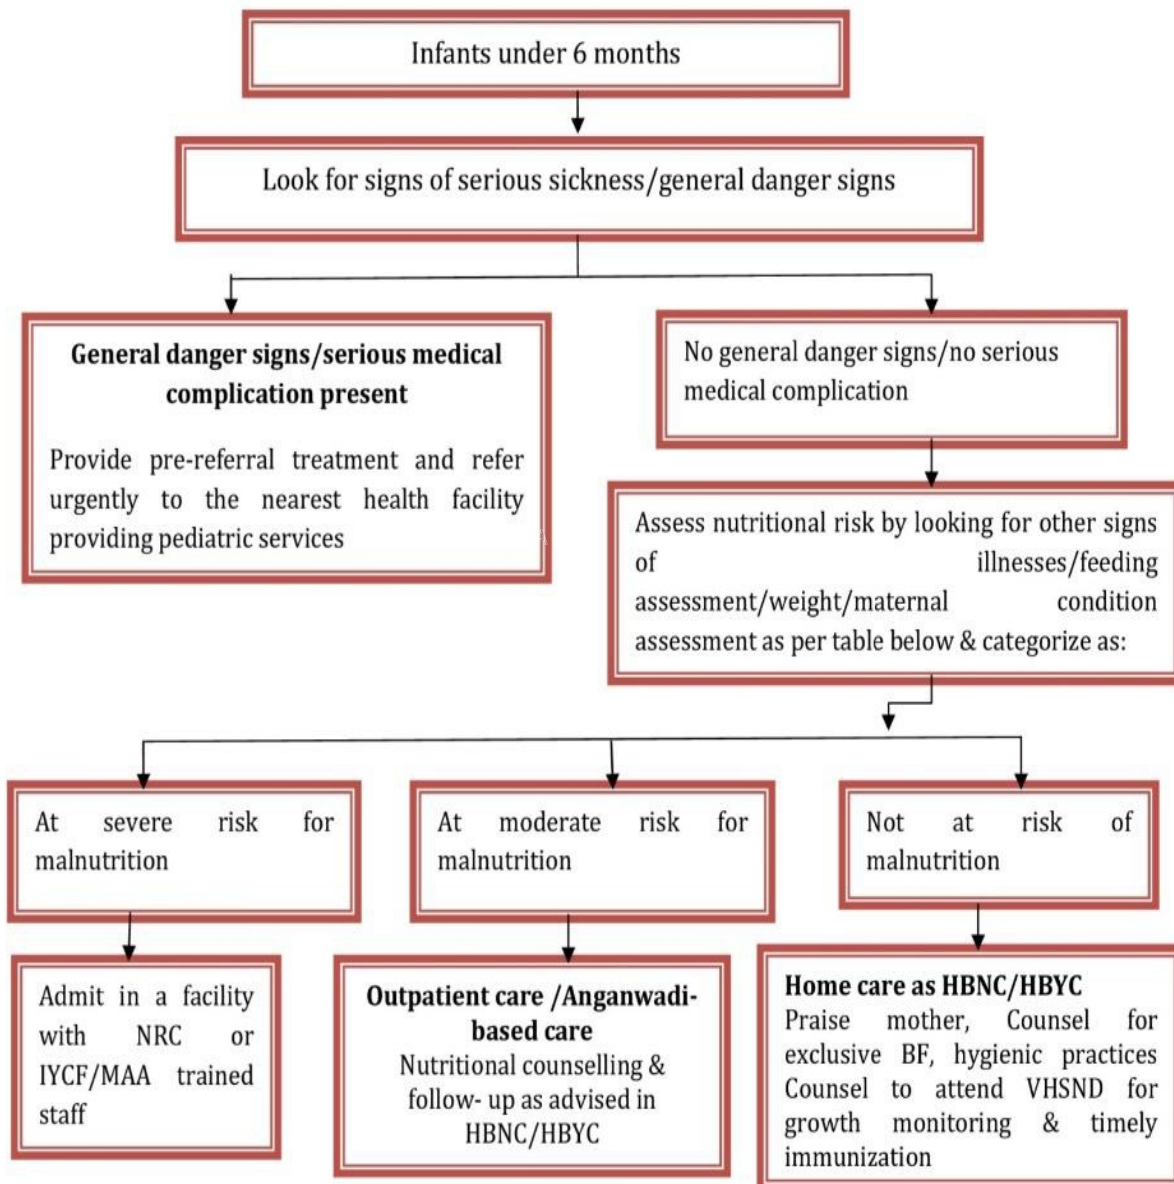 Infants under 6 months
Look for signs of serious sickness/general danger signs
General danger signs/serious medical
complication present
Provide pre-referral treatment and refer
urgently to the nearest health facility
providing pediatric services
No general danger signs/no serious
medical complication
Assess nutritional risk by looking for other signs
of illnesses/feeding
assessment/weight/maternal condition
assessment as per table below & categorize as:
At severe risk for
malnutrition
At moderate risk for
malnutrition
Not at risk of
malnutrition
Admit in a facility
with NRC or
IYCF/MAA trained
staff
Outpatient care /Anganwadi-
based care
Nutritional counselling &
follow- up as advised in
HBNC/HBYC
Home care as HBNC/HBYC
Praise mother, Counsel for
exclusive BF, hygienic practices
Counsel to attend VHSND for
growth monitoring & timely
immunization